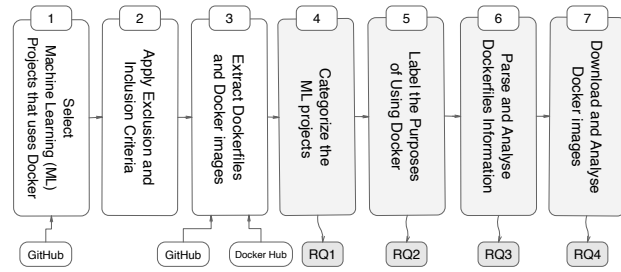 1
Select
Machine Learning (ML)
Projects that uses Docker
2
Apply Exclusion and
Inclusion Criteria
3
Extract Dockerfiles
and Docker images
4
Categorize the
ML projects
5
Label the Purposes
of Using Docker
6
Parse and Analyse
Dockerfiles Information
7
Download and Analyse
Docker images
GitHub
GitHub
Docker Hub
RQ1
RQ2
RQ3
RQ4